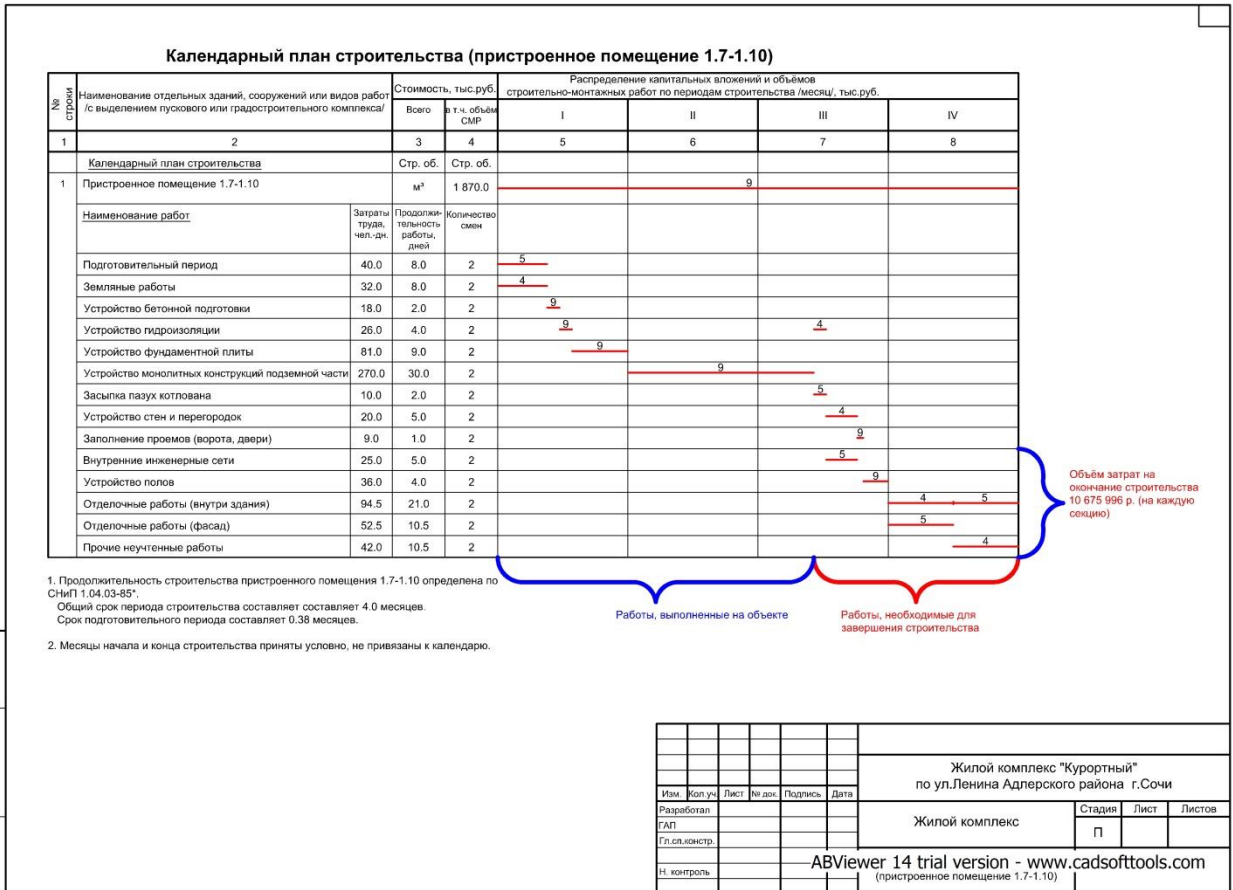 Календарный план строительства (пристроенное помещение 1.7-1.10)
№ строки
Наименование отдельных зданий, сооружений или видов работ
/с выделением пускового или градостроительного комплекса/
Стоимость, тыс.руб.
Всего
в т.ч. объём
СМР
Распределение капитальных вложений и объёмов
строительно-монтажных работ по периодам строительства /месяц/, тыс.руб.
I II III IV
1 2 3 4 5 6 7 8
Календарный план строительства Стр. об. Стр. об.
1 Пристроенное помещение 1.7-1.10 м³ 1 870.0 9
Наименование работ
Затраты
труда,
чел.-дн.
Продолжи-
тельность
работы,
дней
Количество
смен
Подготовительный период 40.0 8.0 2 5
Земляные работы 32.0 8.0 2 4
Устройство бетонной подготовки 18.0 2.0 2 9
Устройство гидроизоляции 26.0 4.0 2 9 4
Устройство фундаментной плиты 81.0 9.0 2 9
Устройство монолитных конструкций подземной части 270.0 30.0 2 9
Засыпка пазух котлована 10.0 2.0 2 5
Устройство стен и перегородок 20.0 5.0 2 4
Заполнение проемов (ворота, двери) 9.0 1.0 2 9
Внутренние инженерные сети 25.0 5.0 2 5
Устройство полов 36.0 4.0 2 9
Отделочные работы (внутри здания) 94.5 21.0 2 4 5
Отделочные работы (фасад) 52.5 10.5 2 5
Прочие неучтенные работы 42.0 10.5 2 4
Объём затрат на
окончание строительства
10 675 996 р. (на каждую
секцию)
1. Продолжительность строительства пристроенного помещения 1.7-1.10 определена по
СНиП 1.04.03-85*.
Общий срок периода строительства составляет составляет 4.0 месяцев.
Срок подготовительного периода составляет 0.38 месяцев.
2. Месяцы начала и конца строительства приняты условно, не привязаны к календарю.
Работы, выполненные на объекте
Работы, необходимые для
завершения строительства
Жилой комплекс "Курортный"
по ул.Ленина Адлерского района г.Сочи
Изм. Кол.уч. Лист № док. Подпись Дата
Разработал
ГАП
Гл.сп.констр.
Н. контроль
Жилой комплекс
Стадия Лист Листов
П
ABViewer 14 trial version - www.cadsofttools.com
(пристроенное помещение 1.7-1.10)